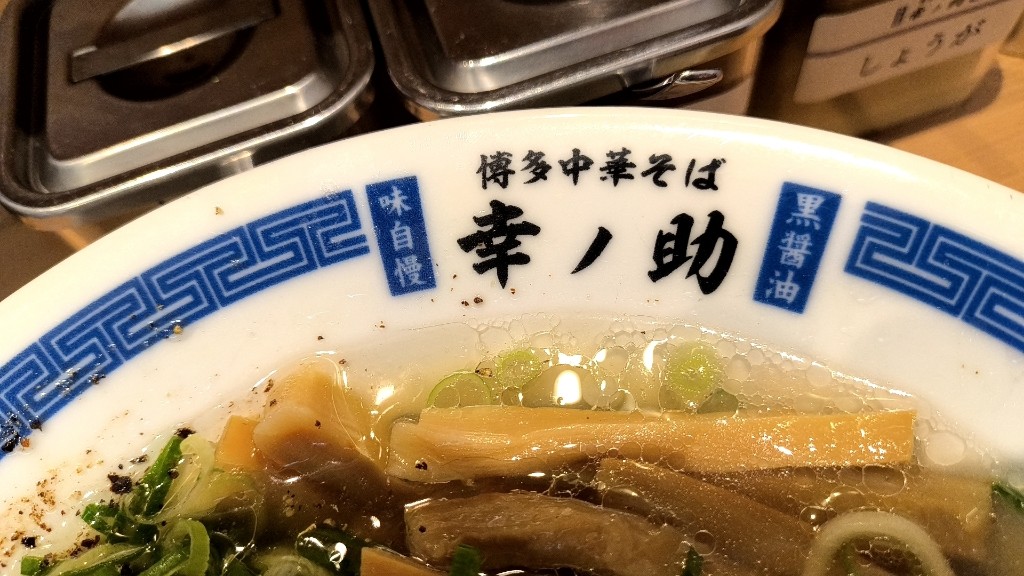 しょうが
博多中華そば
幸ノ助
味自慢
黒醤油